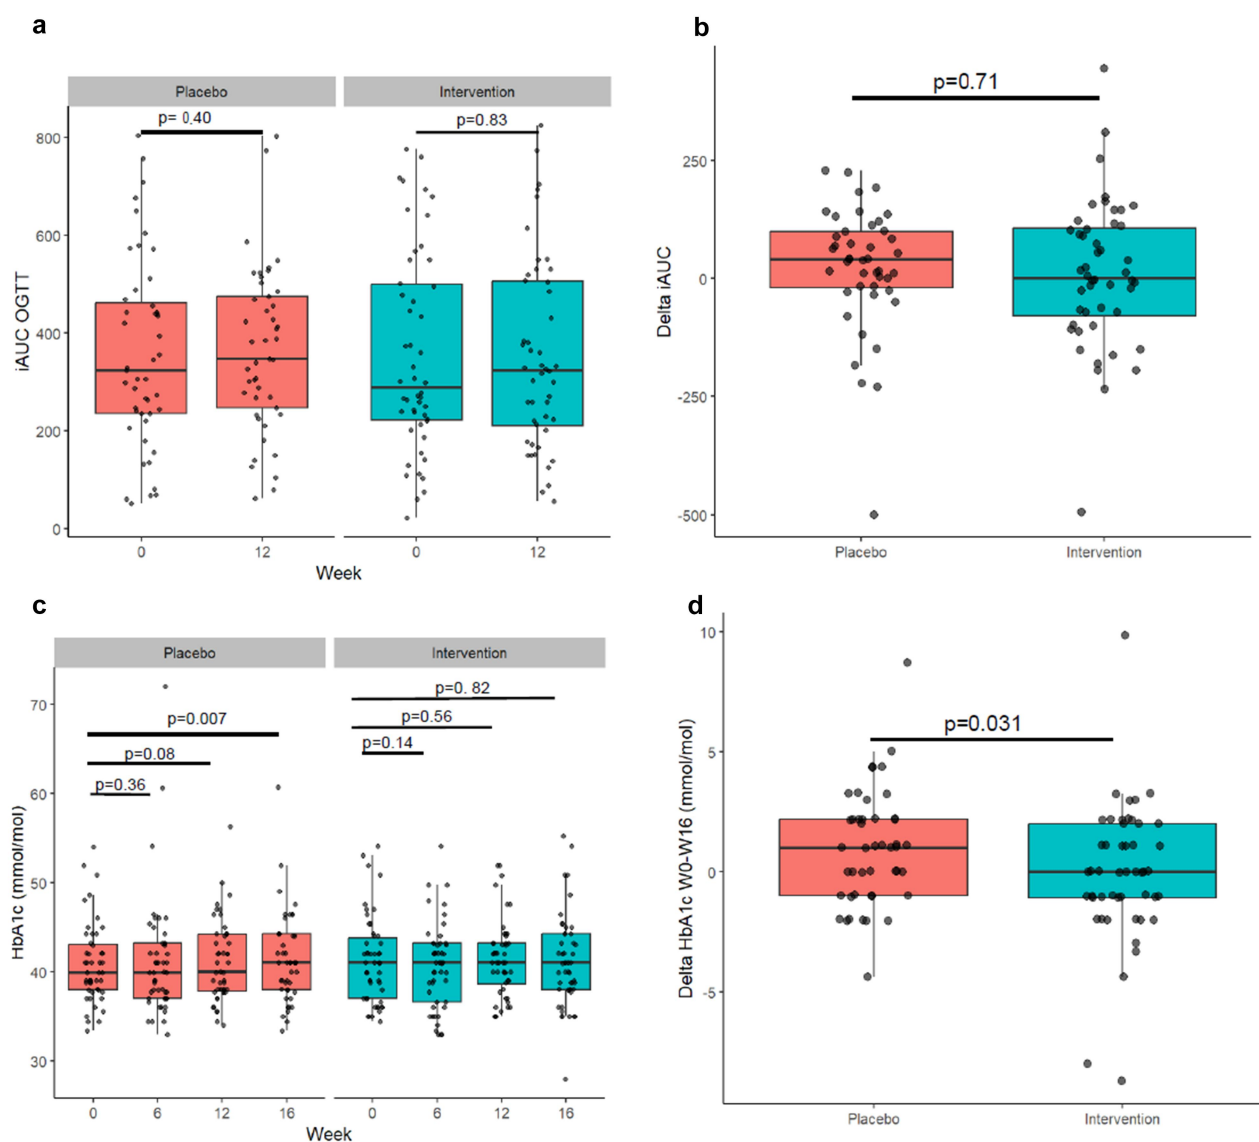 a
Placebo
Intervention
p= 0.40
p=0.83
800
600
400
200
0
iAUC OGTT
0
12
0
12
Week
b
p=0.71
250
0
-250
-500
Delta iAUC
Placebo
Intervention
c
Placebo
Intervention
p=0.007
p=0.08
p=0.36
p=0. 82
p=0.56
p=0.14
70
60
50
40
30
HbA1c (mmol/mol)
0
6
12
16
0
6
12
16
Week
d
p=0.031
10
5
0
-5
Delta HbA1c W0-W16 (mmol/mol)
Placebo
Intervention